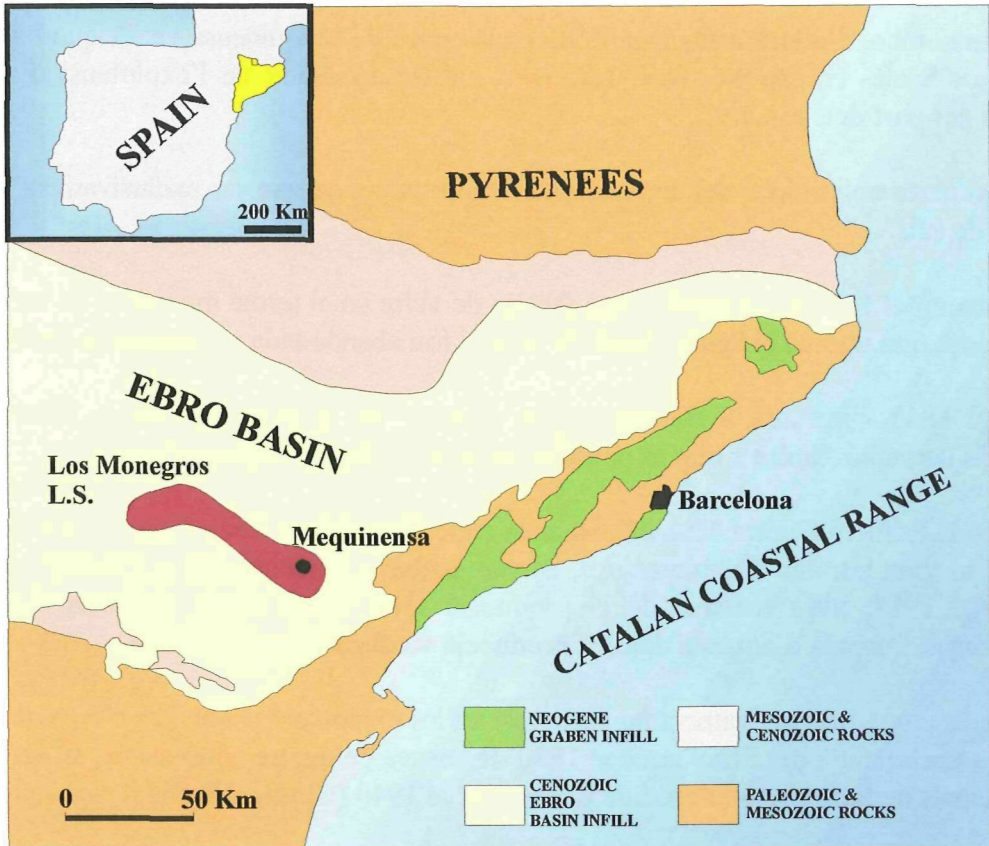 SPAIN
200 Km
PYRENEES
EBRO BASIN
Los Monegros
L.S.
Mequinensa
Barcelona
CATALAN COASTAL RANGE
NEOGENE
GRABEN INFILL
MESOZOIC &
CENOZOIC ROCKS
CENOZOIC
EBRO
BASIN INFILL
PALEOZOIC &
MESOZOIC ROCKS
0 50 Km